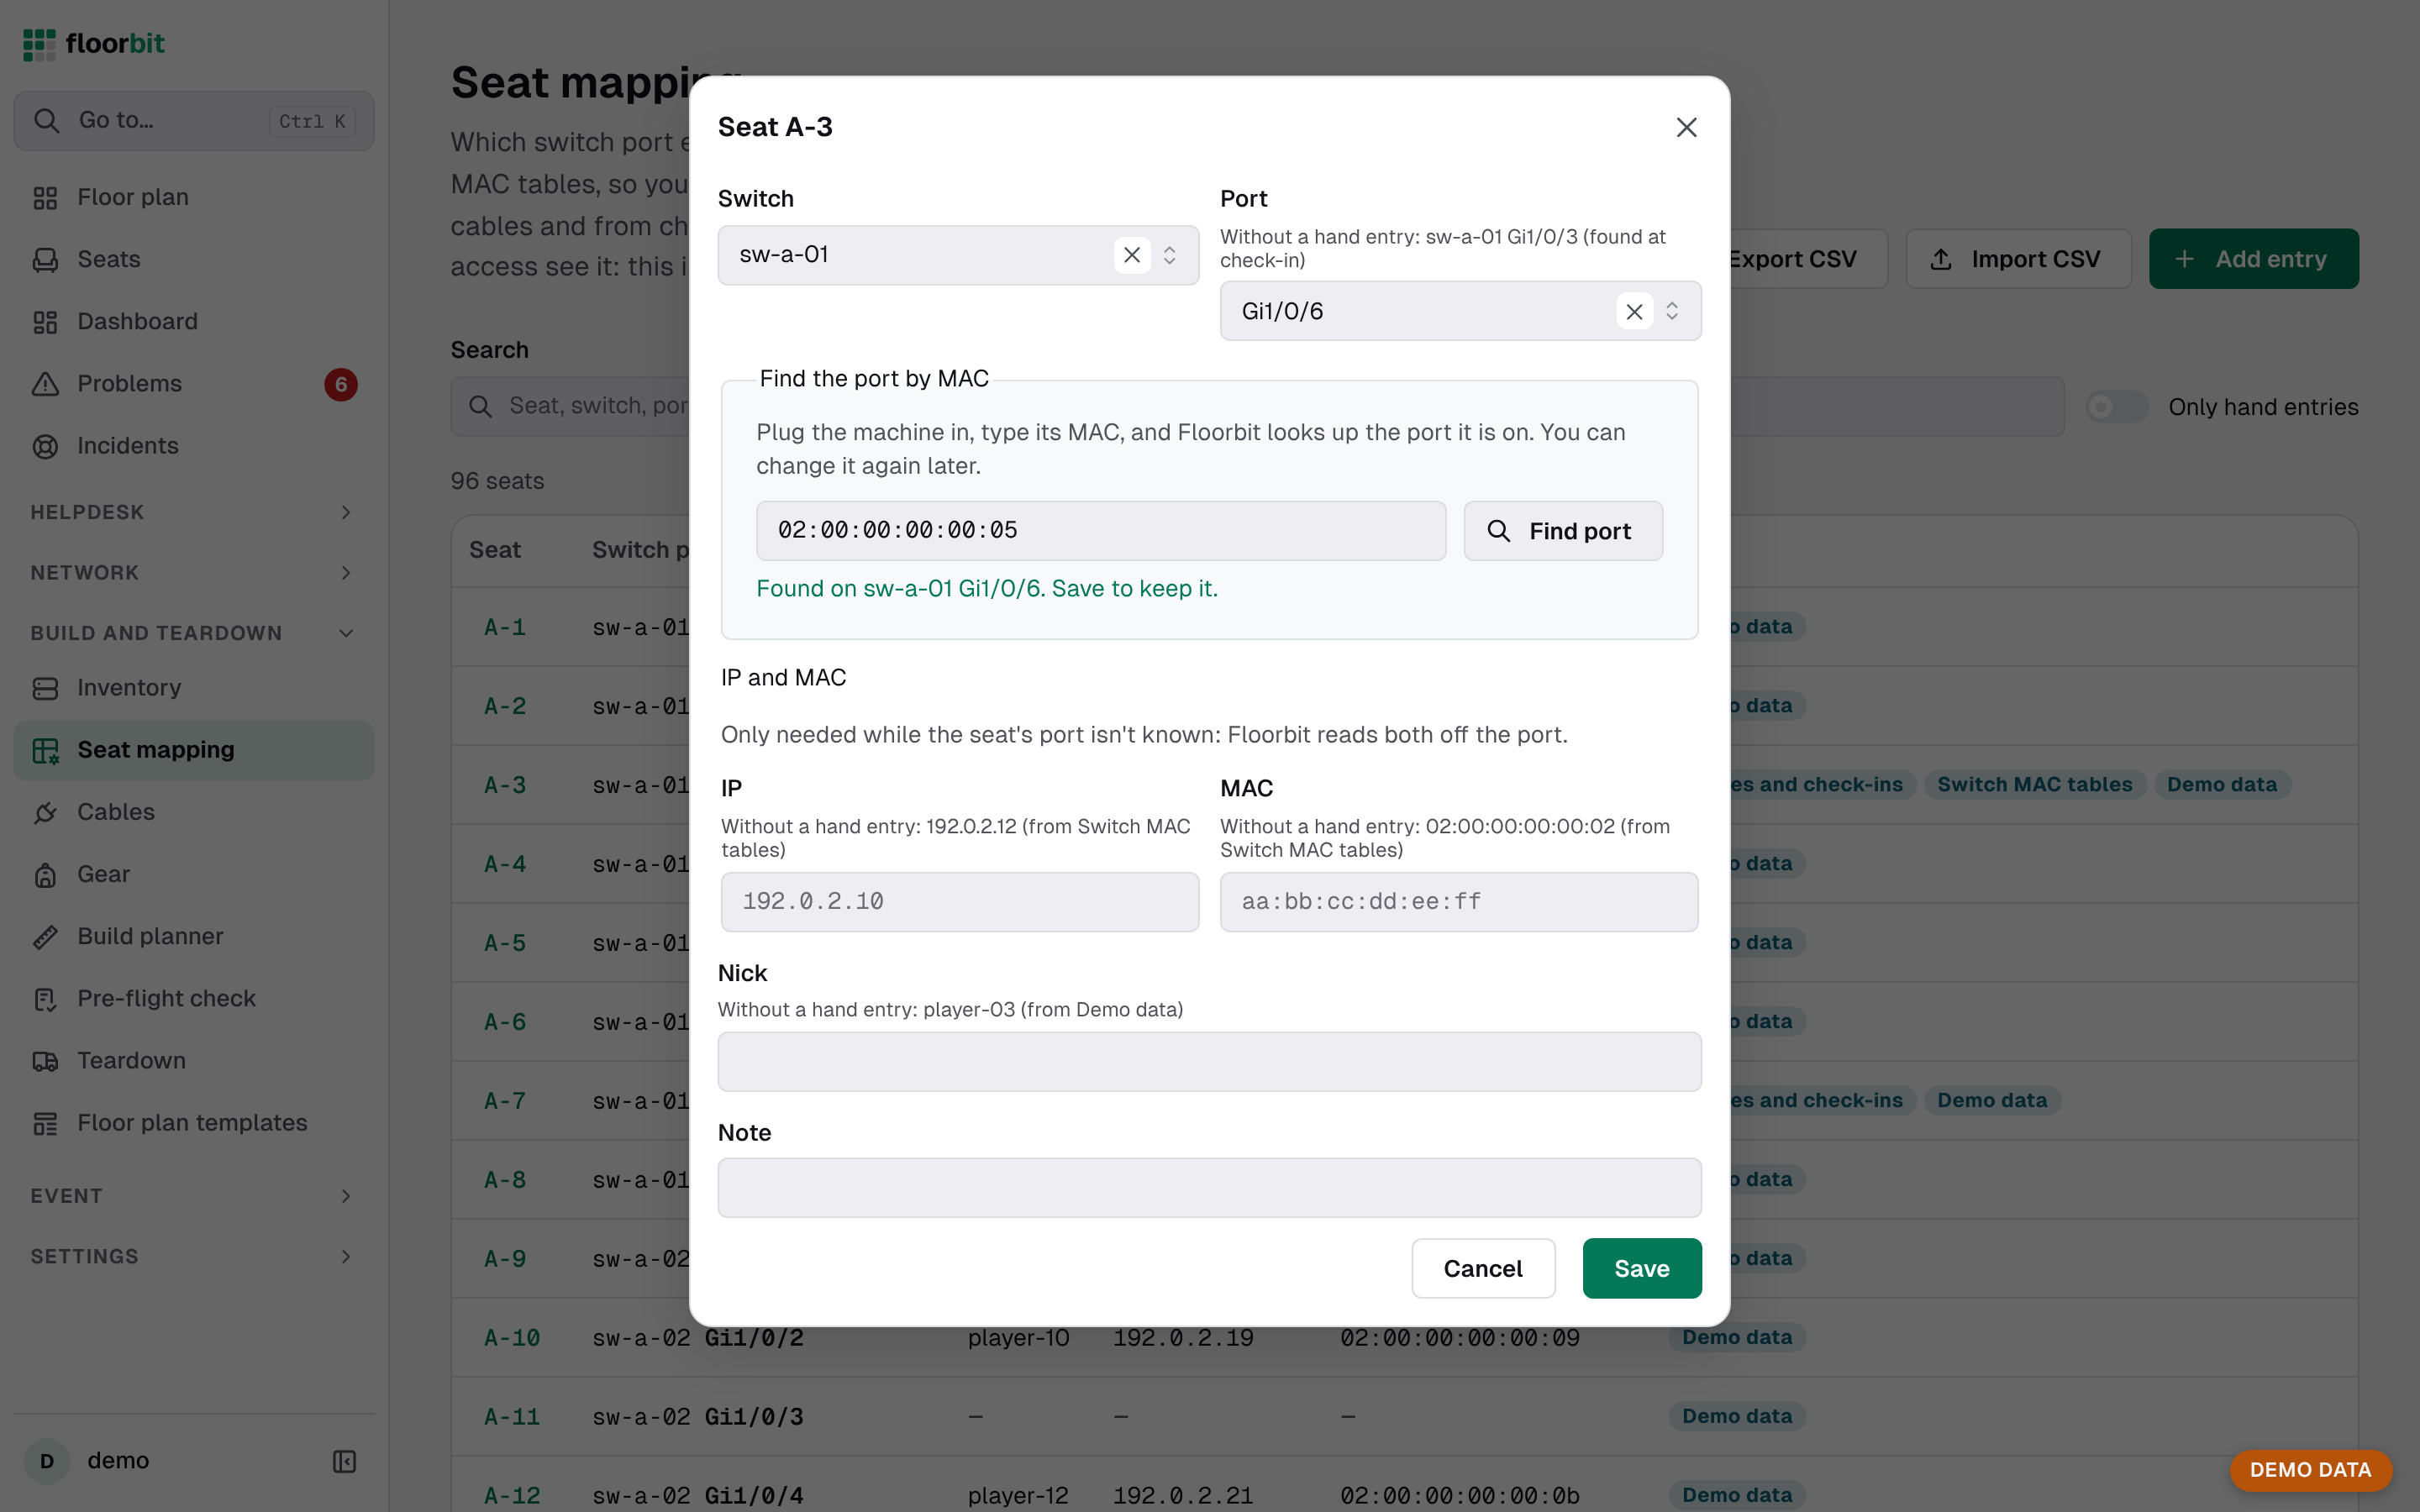 floorbit
Go to...
Ctrl K
Floor plan
Seats
Dashboard
Problems
6
Incidents
HELPDESK
NETWORK
BUILD AND TEARDOWN
Inventory
Seat mapping
Cables
Gear
Build planner
Pre-flight check
Teardown
Floor plan templates
EVENT
SETTINGS
D
demo
Seat mapping
Which switch port
MAC tables, so you
cables and from
access see it: this
Export CSV
Import CSV
Add entry
Search
Seat, switch,
Only hand entries
96 seats
Seat
Switch
A-1
sw-a-01
data
A-2
sw-a-01
data
A-3
sw-a-01
and check-ins
Switch MAC tables
Demo data
A-4
sw-a-01
data
A-5
sw-a-01
data
A-6
sw-a-01
data
A-7
sw-a-01
and check-ins
Demo data
A-8
sw-a-01
data
A-9
sw-a-02
data
A-10
sw-a-02 Gi1/0/2
player-10
192.0.2.19
02:00:00:00:00:09
Demo data
A-11
sw-a-02 Gi1/0/3
–
–
–
Demo data
A-12
sw-a-02 Gi1/0/4
player-12
192.0.2.21
02:00:00:00:00:0b
Demo data
Seat A-3
Switch
sw-a-01
Port
Without a hand entry: sw-a-01 Gi1/0/3 (found at
check-in)
Gi1/0/6
Find the port by MAC
Plug the machine in, type its MAC, and Floorbit looks up the port it is on. You can
change it again later.
02:00:00:00:00:05
Find port
Found on sw-a-01 Gi1/0/6. Save to keep it.
IP and MAC
Only needed while the seat's port isn't known: Floorbit reads both off the port.
IP
Without a hand entry: 192.0.2.12 (from Switch MAC
tables)
192.0.2.10
MAC
Without a hand entry: 02:00:00:00:00:02 (from
Switch MAC tables)
aa:bb:cc:dd:ee:ff
Nick
Without a hand entry: player-03 (from Demo data)
Note
Cancel
Save
DEMO DATA